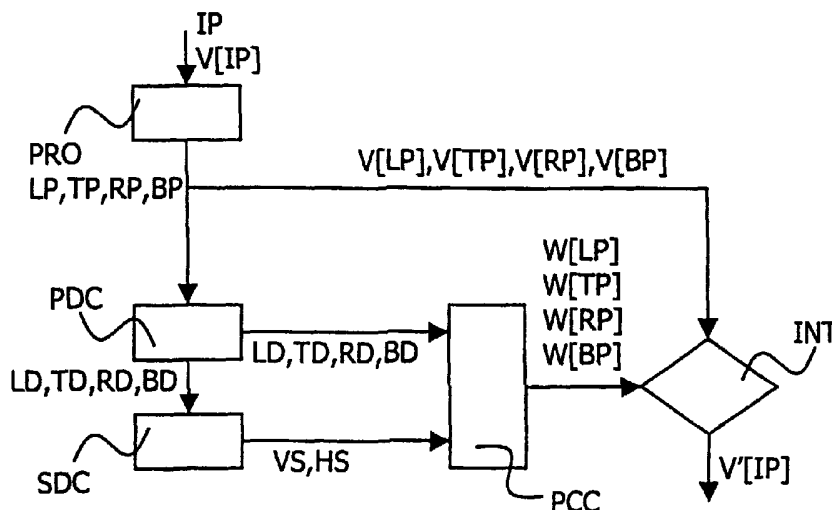 IP
V[IP]
PRO
LP,TP,RP,BP
V[LP],V[TP],V[RP],V[BP]
W[LP]
W[TP]
W[RP]
W[BP]
PDC
INT
LD,TD,RD,BD
LD,TD,RD,BD
SDC
VS,HS
PCC
V'[IP]